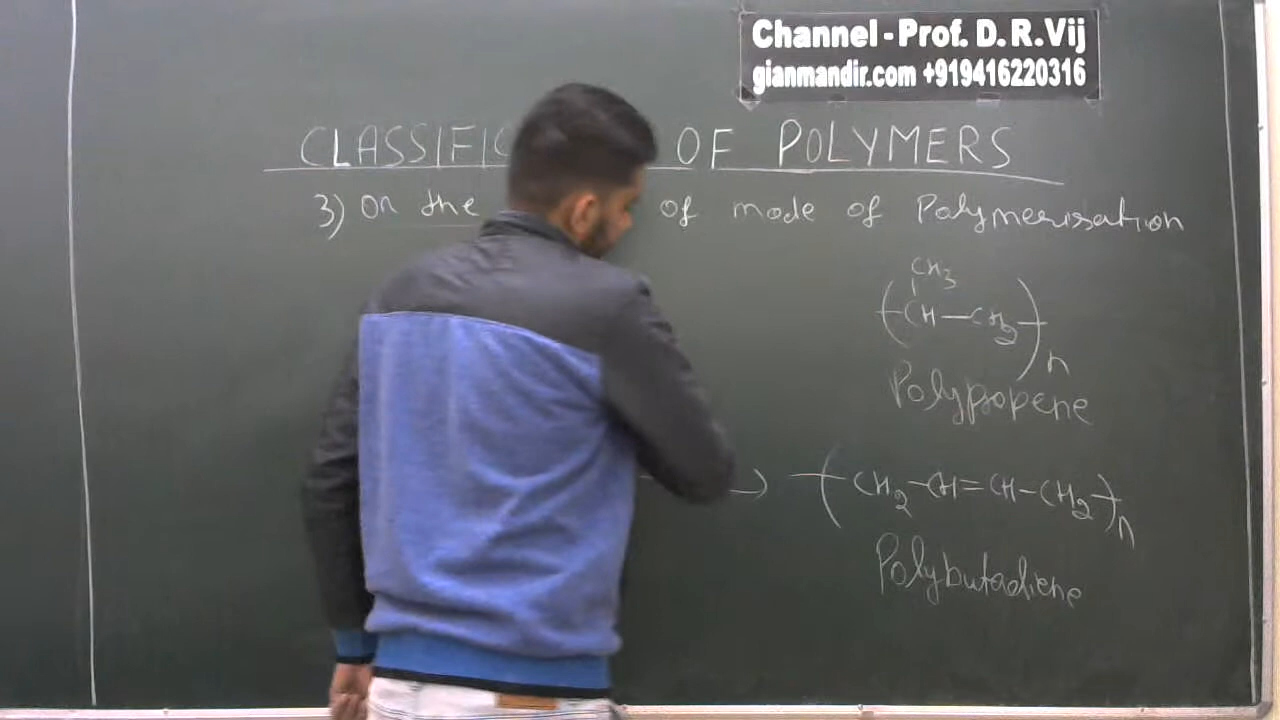 Channel - Prof. D. R. Vij
gianmandir.com +919416220316
CLASSIFIC OF POLYMERS
3) On the of mode of Polymerisation
CH3
( CH — CH2 )n
Polypropene
→ ( CH2 - CH = CH - CH2 )n
Polybutadiene